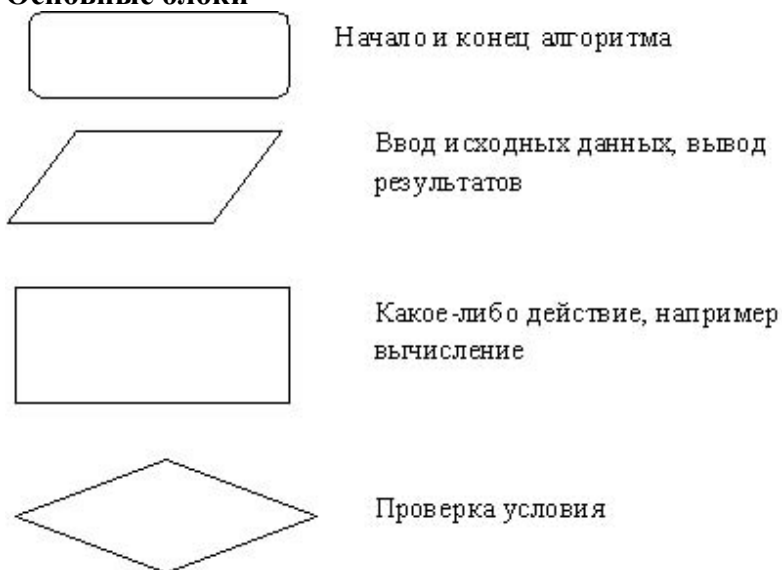 Основные блоки
Начало и конец алгоритма
Ввод исходных данных, вывод
результатов
Какое-либо действие, например
вычисление
Проверка условия